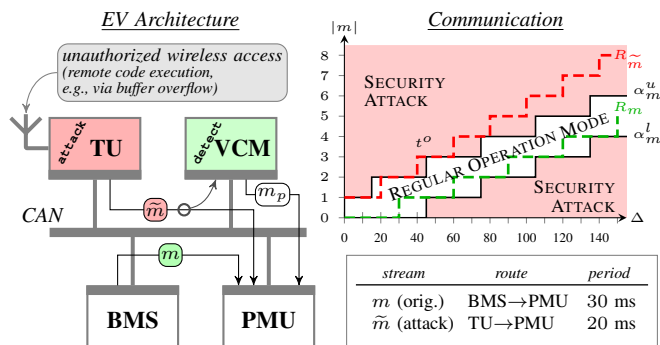 EV Architecture
unauthorized wireless access
(remote code execution,
e.g., via buffer overflow)
attack
TU
detect
VCM
m̃
m_p
CAN
m
BMS
PMU
Communication
|m|
8
7
6
5
4
3
2
1
0
0 20 40 60 80 100 120 140
Δ
SECURITY
ATTACK
t^o
REGULAR OPERATION MODE
SECURITY
ATTACK
R_m̃
α_m^u
R_m
α_m^l
stream route period
m (orig.) BMS→PMU 30 ms
m̃ (attack) TU→PMU 20 ms